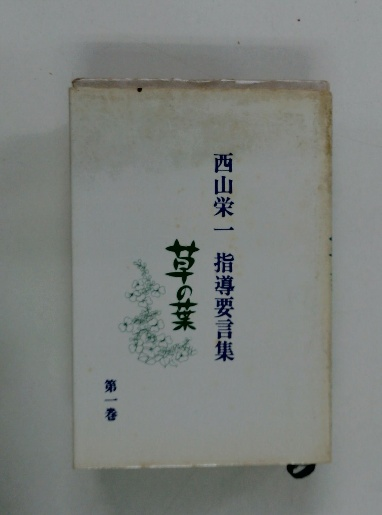 西山栄一 指導要言集
草の葉
第一巻